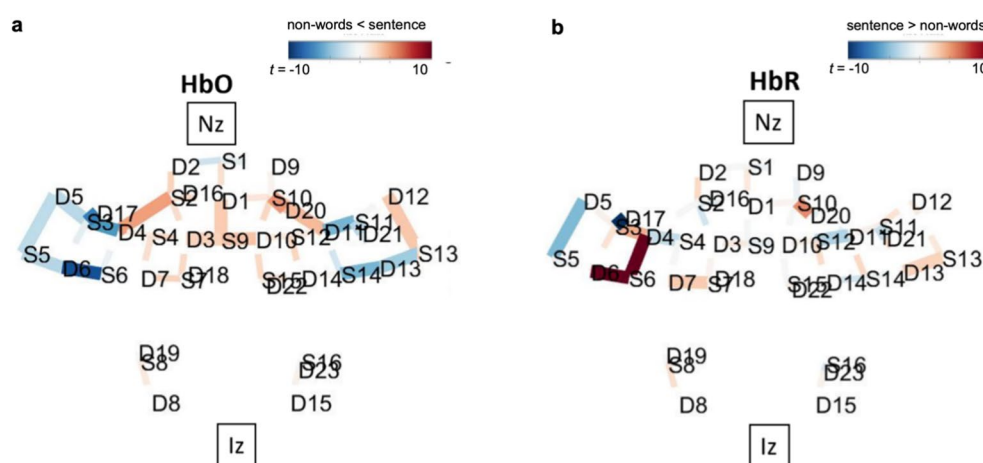 a
non-words < sentence
t = -10 10
HbO
Nz
D2 S1 D9
D5 D16 S2 D1 S10 D12
D17 S3 D20
D4 S4 D3 S9 D10 S12 D11 S11 D21
S5 D6 S6 D7 S7 D18 S15 D22 D14 S14 D13 S13
D19
S8
S16
D23
D8 D15
Iz
b
sentence > non-words
t = -10 10
HbR
Nz
D2 S1 D9
D5 D16 S2 D1 S10 D12
D17 S3 D20
D4 S4 D3 S9 D10 S12 D11 S11 D21
S5 D6 S6 D7 S7 D18 S15 D22 D14 S14 D13 S13
D19
S8
S16
D23
D8 D15
Iz